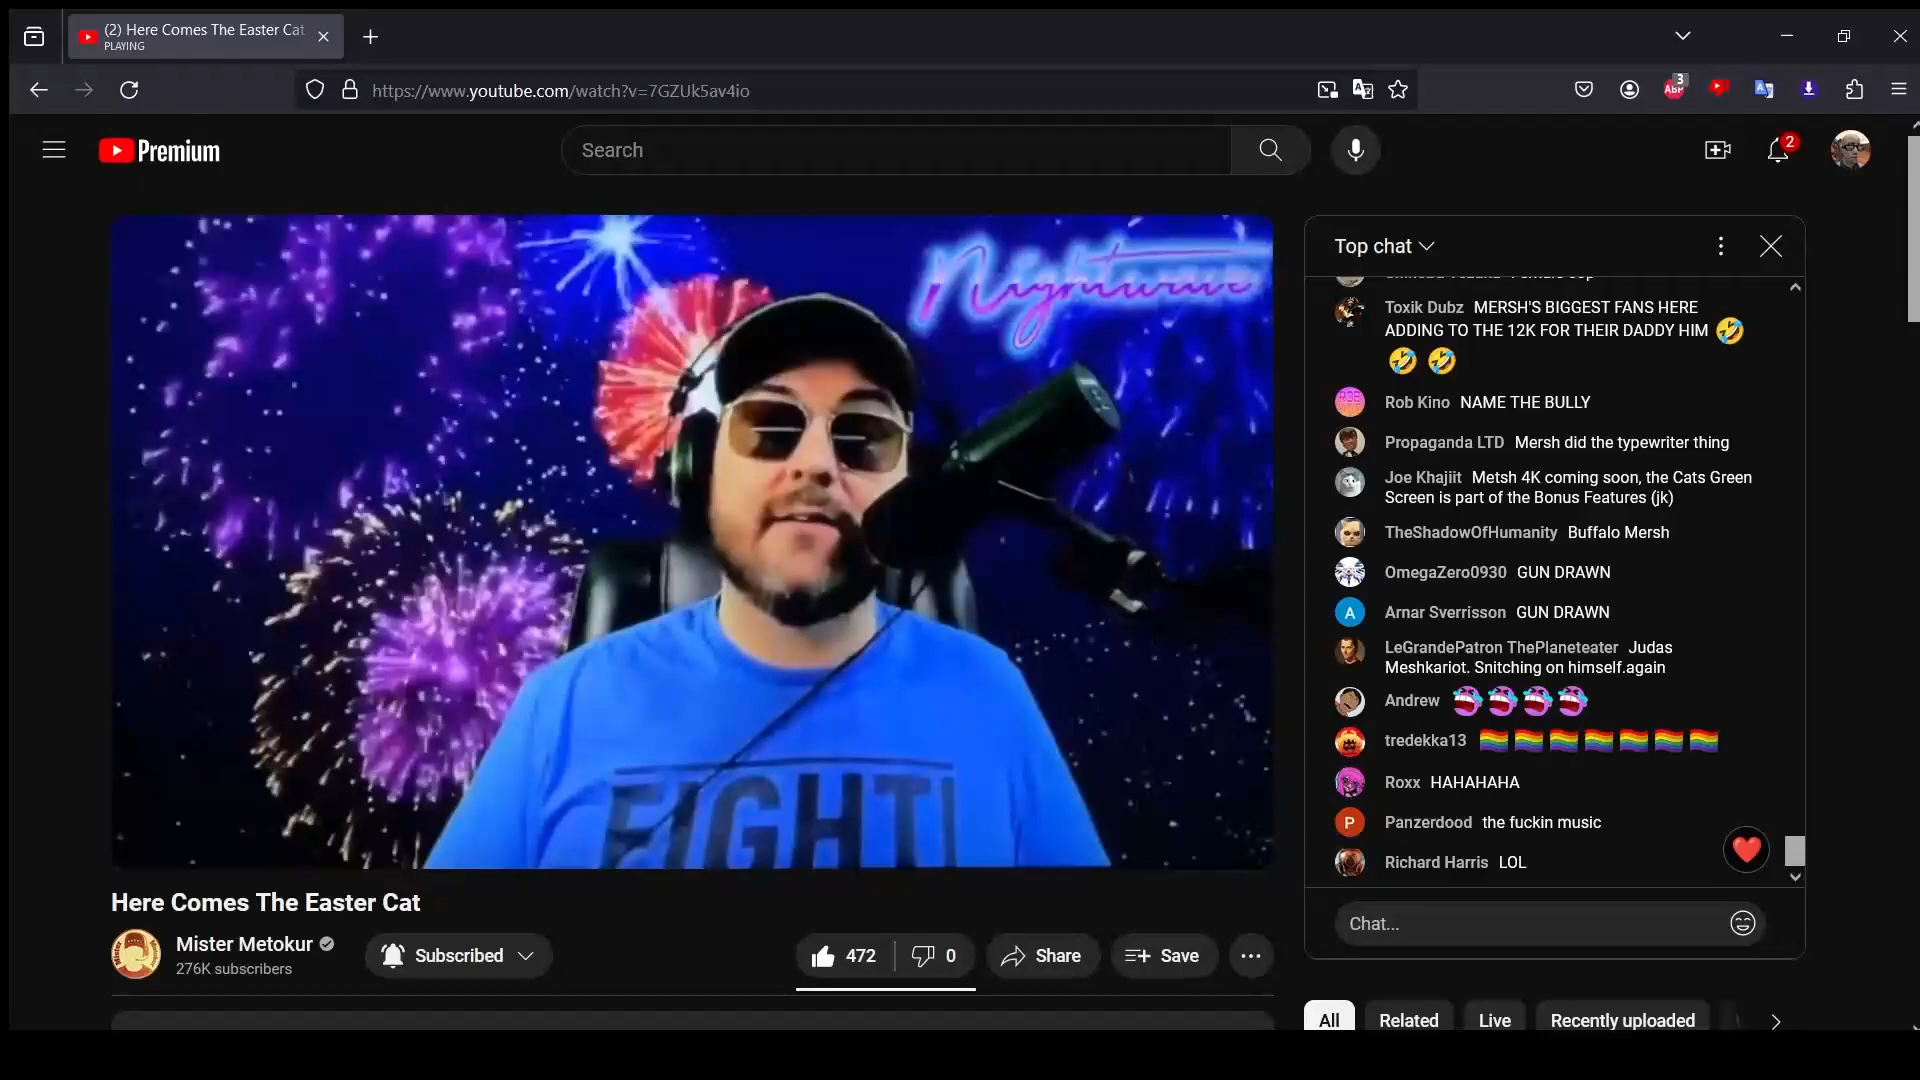 (2) Here Comes The Easter Cat
PLAYING
https://www.youtube.com/watch?v=7GZUk5av4io
3
ABP
Premium
Search
2
Nightwave
FIGHT!
Top chat
Toxik Dubz MERSH'S BIGGEST FANS HERE
ADDING TO THE 12K FOR THEIR DADDY HIM 🤣
🤣 🤣
Rob Kino NAME THE BULLY
Propaganda LTD Mersh did the typewriter thing
Joe Khajiit Metsh 4K coming soon, the Cats Green
Screen is part of the Bonus Features (jk)
TheShadowOfHumanity Buffalo Mersh
OmegaZero0930 GUN DRAWN
A
Arnar Sverrisson GUN DRAWN
LeGrandePatron ThePlaneteater Judas
Meshkariot. Snitching on himself.again
Andrew
tredekka13 🏳️‍🌈🏳️‍🌈🏳️‍🌈🏳️‍🌈🏳️‍🌈🏳️‍🌈🏳️‍🌈
Roxx HAHAHAHA
P
Panzerdood the fuckin music
Richard Harris LOL
Chat...
Here Comes The Easter Cat
Mister Metokur
276K subscribers
Subscribed
472
0
Share
Save
All
Related
Live
Recently uploaded